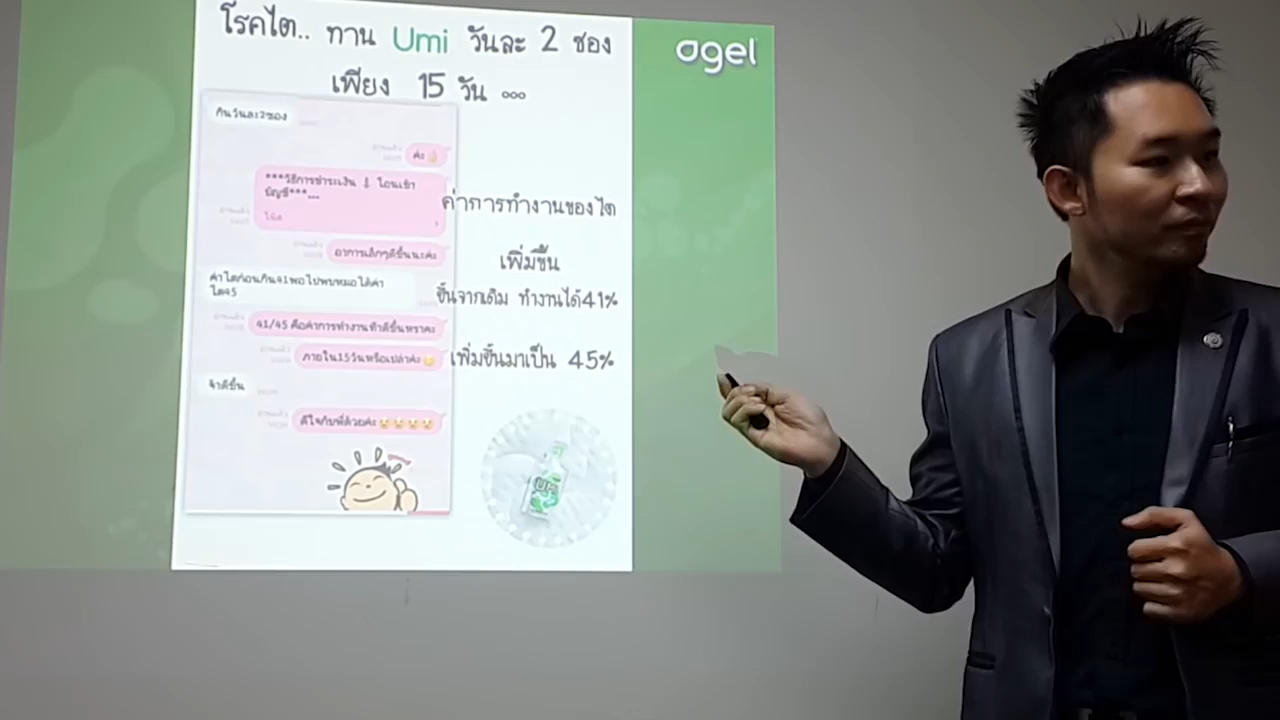 โรคไต.. ทาน Umi วันละ 2 ซอง
เพียง 15 วัน ...
agel
กินวันละ2ซอง
ค่ะ
***วิธีการชำระเงิน ⇩ โอนเข้า
บัญชี***...
อาการเล็กๆดีขึ้นนะค่ะ
ค่าไตก่อนกิน41พอไปพบหมอได้ค่า
ไต45
41/45 คือค่าการทำงานที่ดีขึ้นหราคะ
ภายใน15วันหรือเปล่าค่ะ
จ้าดีขึ้น
ดีใจกับพี่ด้วยค่ะ
ค่าการทำงานของไต
เพิ่มขึ้น
ขึ้นจากเดิม ทำงานได้41%
เพิ่มขึ้นมาเป็น 45%
UMI